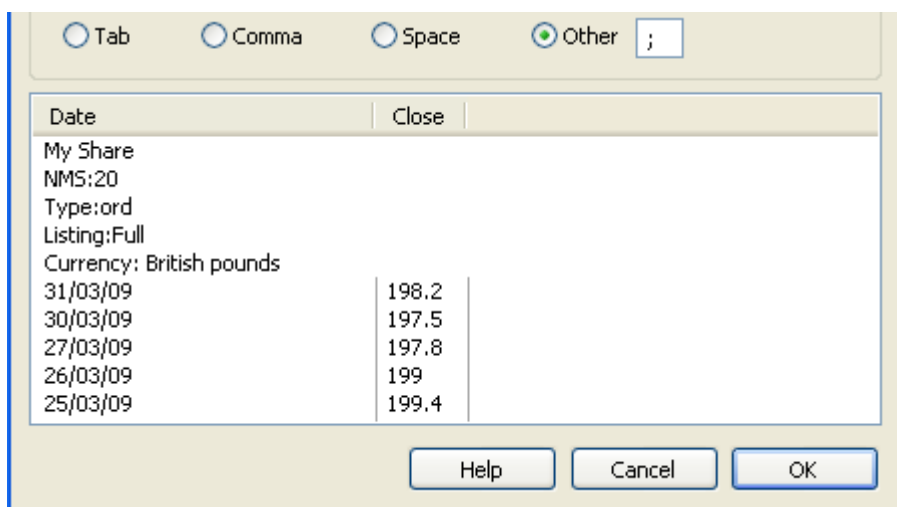 Tab Comma Space Other ;
Date Close
My Share
NMS:20
Type:ord
Listing:Full
Currency: British pounds
31/03/09 198.2
30/03/09 197.5
27/03/09 197.8
26/03/09 199
25/03/09 199.4
Help Cancel OK